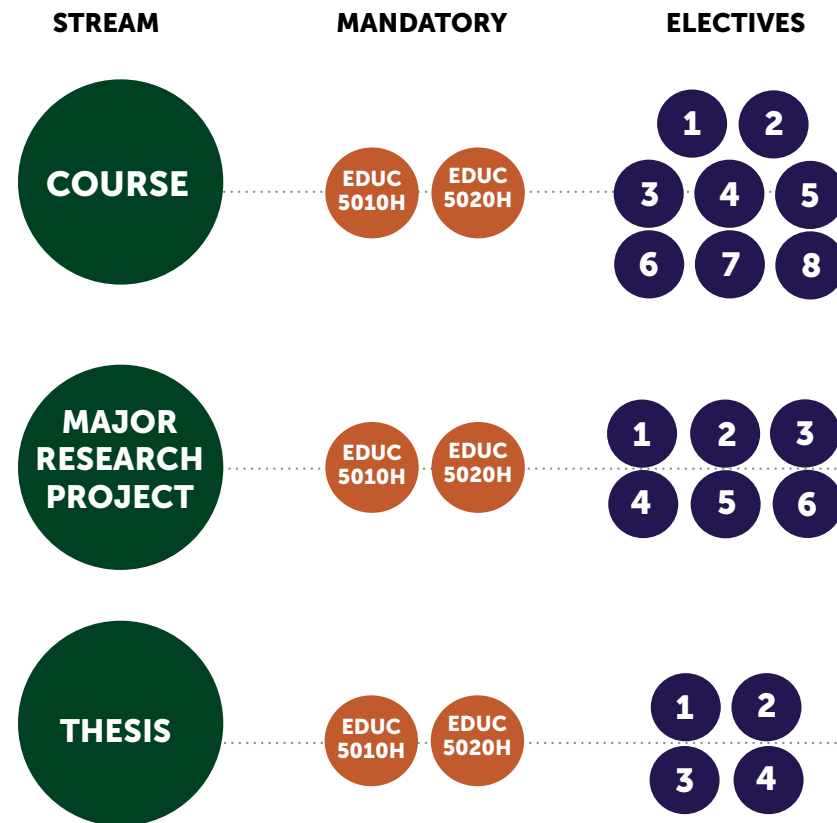 STREAM MANDATORY ELECTIVES
COURSE
EDUC
5010H
EDUC
5020H
1 2
3 4 5
6 7 8
MAJOR
RESEARCH
PROJECT
EDUC
5010H
EDUC
5020H
1 2 3
4 5 6
THESIS
EDUC
5010H
EDUC
5020H
1 2
3 4